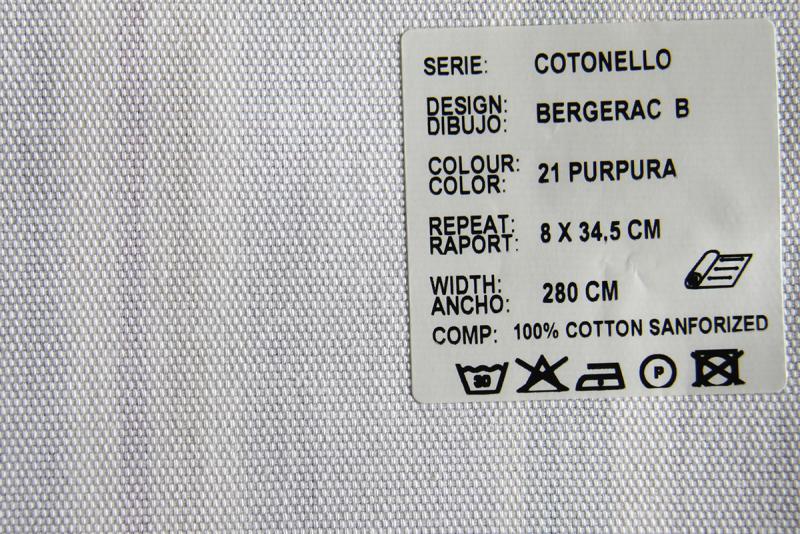 SERIE: COTONELLO
DESIGN:
DIBUJO: BERGERAC B
COLOUR:
COLOR: 21 PURPURA
REPEAT:
RAPORT: 8 X 34,5 CM
WIDTH:
ANCHO: 280 CM
COMP: 100% COTTON SANFORIZED
30 P